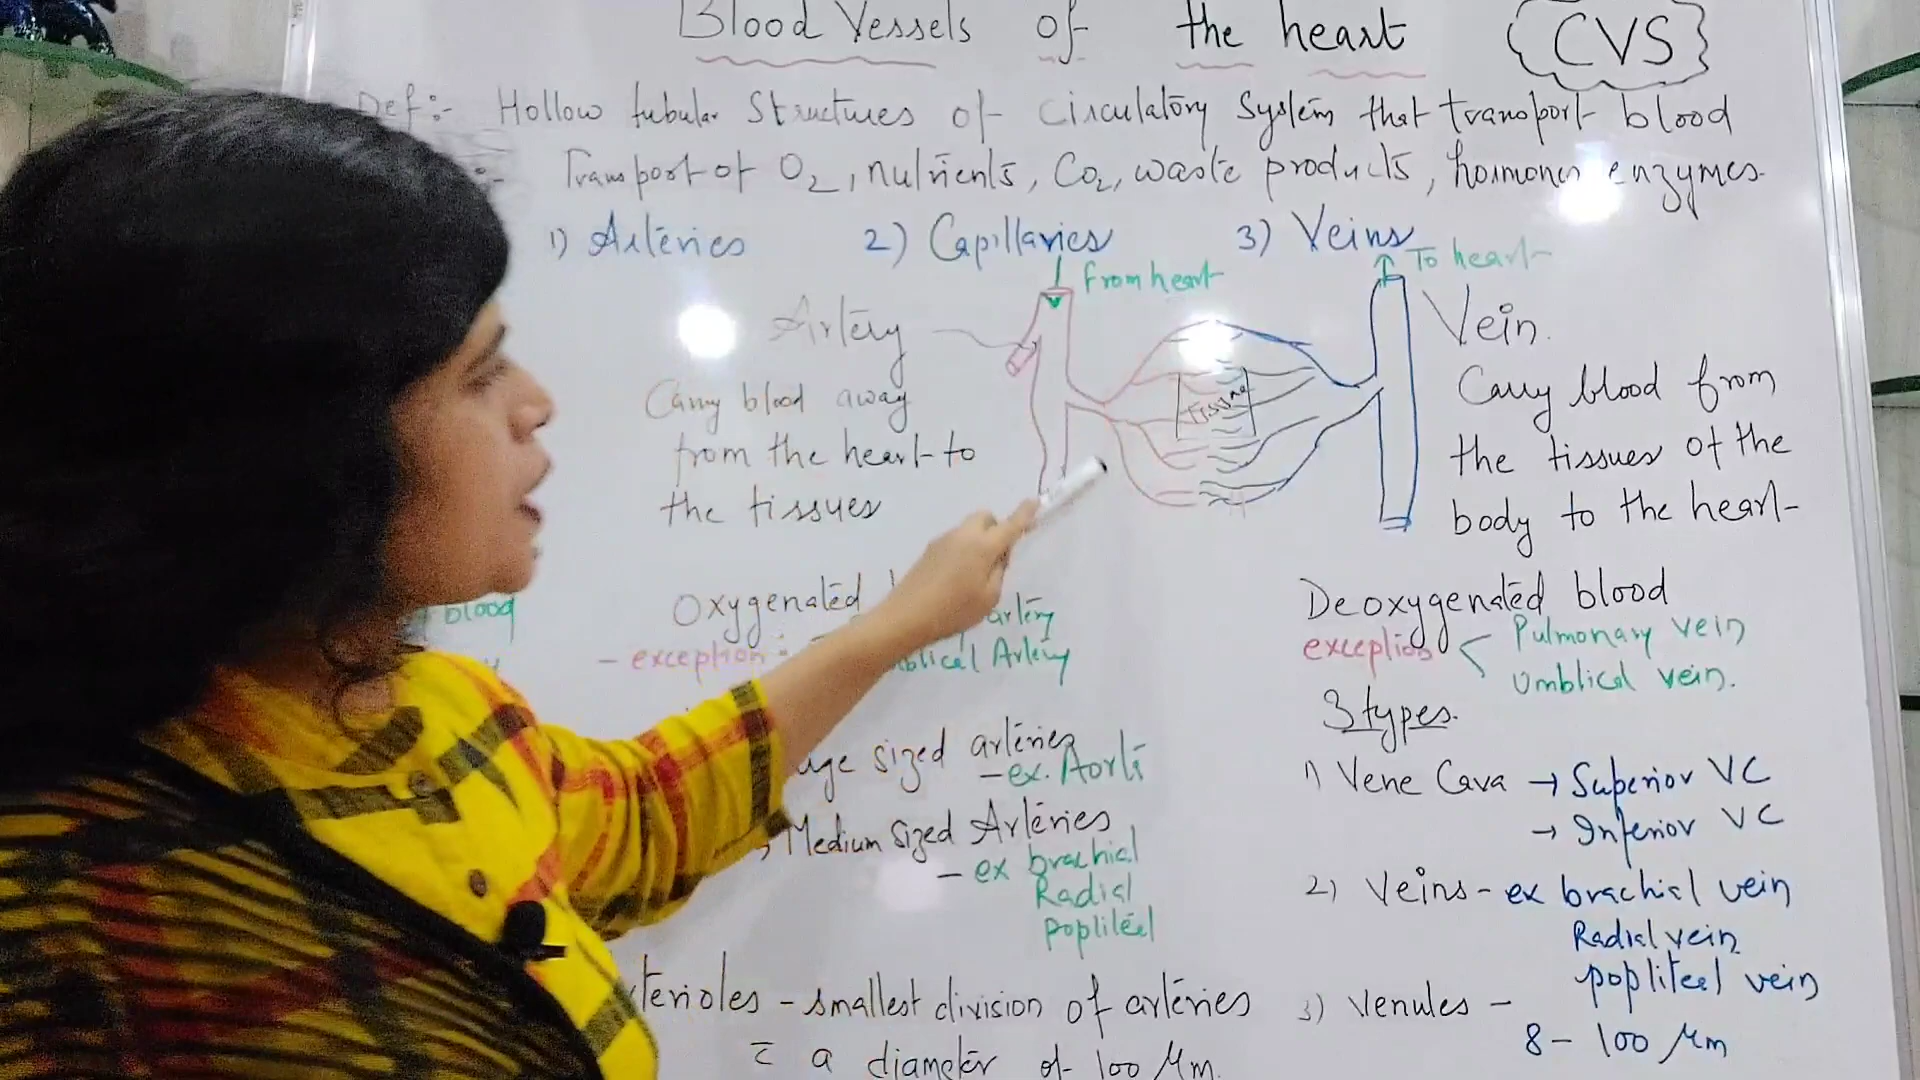 Blood Vessels of the heart
CVS
Def:- Hollow tubular Structures of Circulatory System that transport blood
:- Transport of O2, nutrients, CO2, waste products, hormones enzymes.
1) Arteries 2) Capillaries 3) Veins
From heart
To heart
Artery
Carry blood away
from the heart to
the tissues
Tissue
Vein.
Carry blood from
the tissues of the
body to the heart
blood
Oxygenated
artery
- exception:
Artery
Deoxygenated blood
exception
Pulmonary vein
Umblical vein.
3 types.
sized arteries
- ex. Aorta
Medium Sized Arteries
- ex brachial
Radial
popliteal
1) Vene Cava → Superior VC
→ Inferior VC
2) Veins - ex brachial vein
Radial vein
popliteal vein
- smallest division of arteries
c̄ a diameter of 100 µm.
3) Venules -
8 - 100 µm